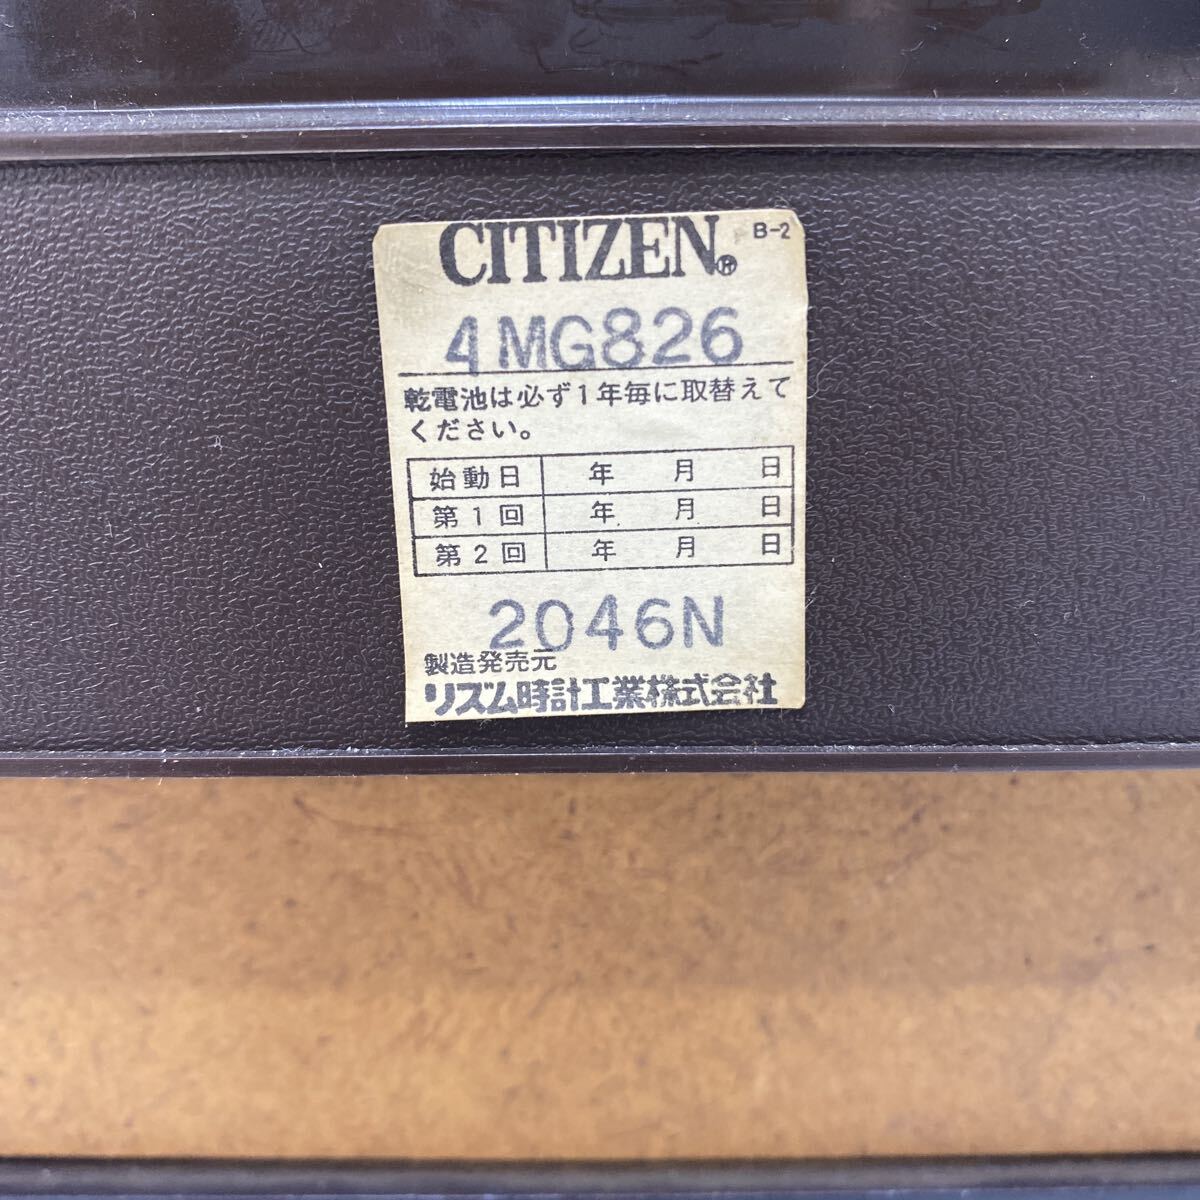 CITIZEN® B-2
4MG826
乾電池は必ず1年毎に取替えて
ください。
始動日 年 月 日
第1回 年 月 日
第2回 年 月 日
2046N
製造発売元
リズム時計工業株式会社